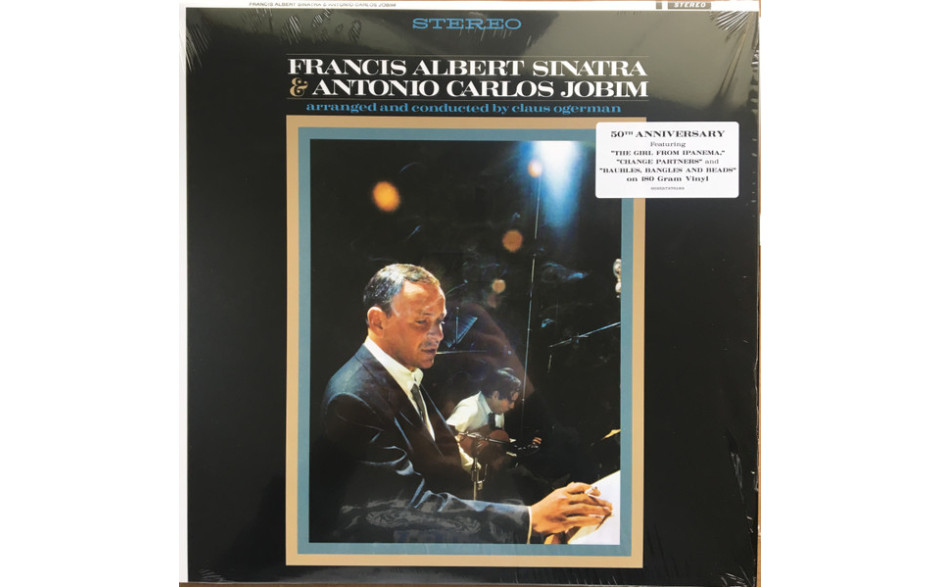 FRANCIS ALBERT SINATRA & ANTONIO CARLOS JOBIM
STEREO
STEREO
FRANCIS ALBERT SINATRA
& ANTONIO CARLOS JOBIM
arranged and conducted by claus ogerman
50TH ANNIVERSARY
Featuring
"THE GIRL FROM IPANEMA,"
"CHANGE PARTNERS" and
"BAUBLES, BANGLES AND BEADS"
on 180 Gram Vinyl